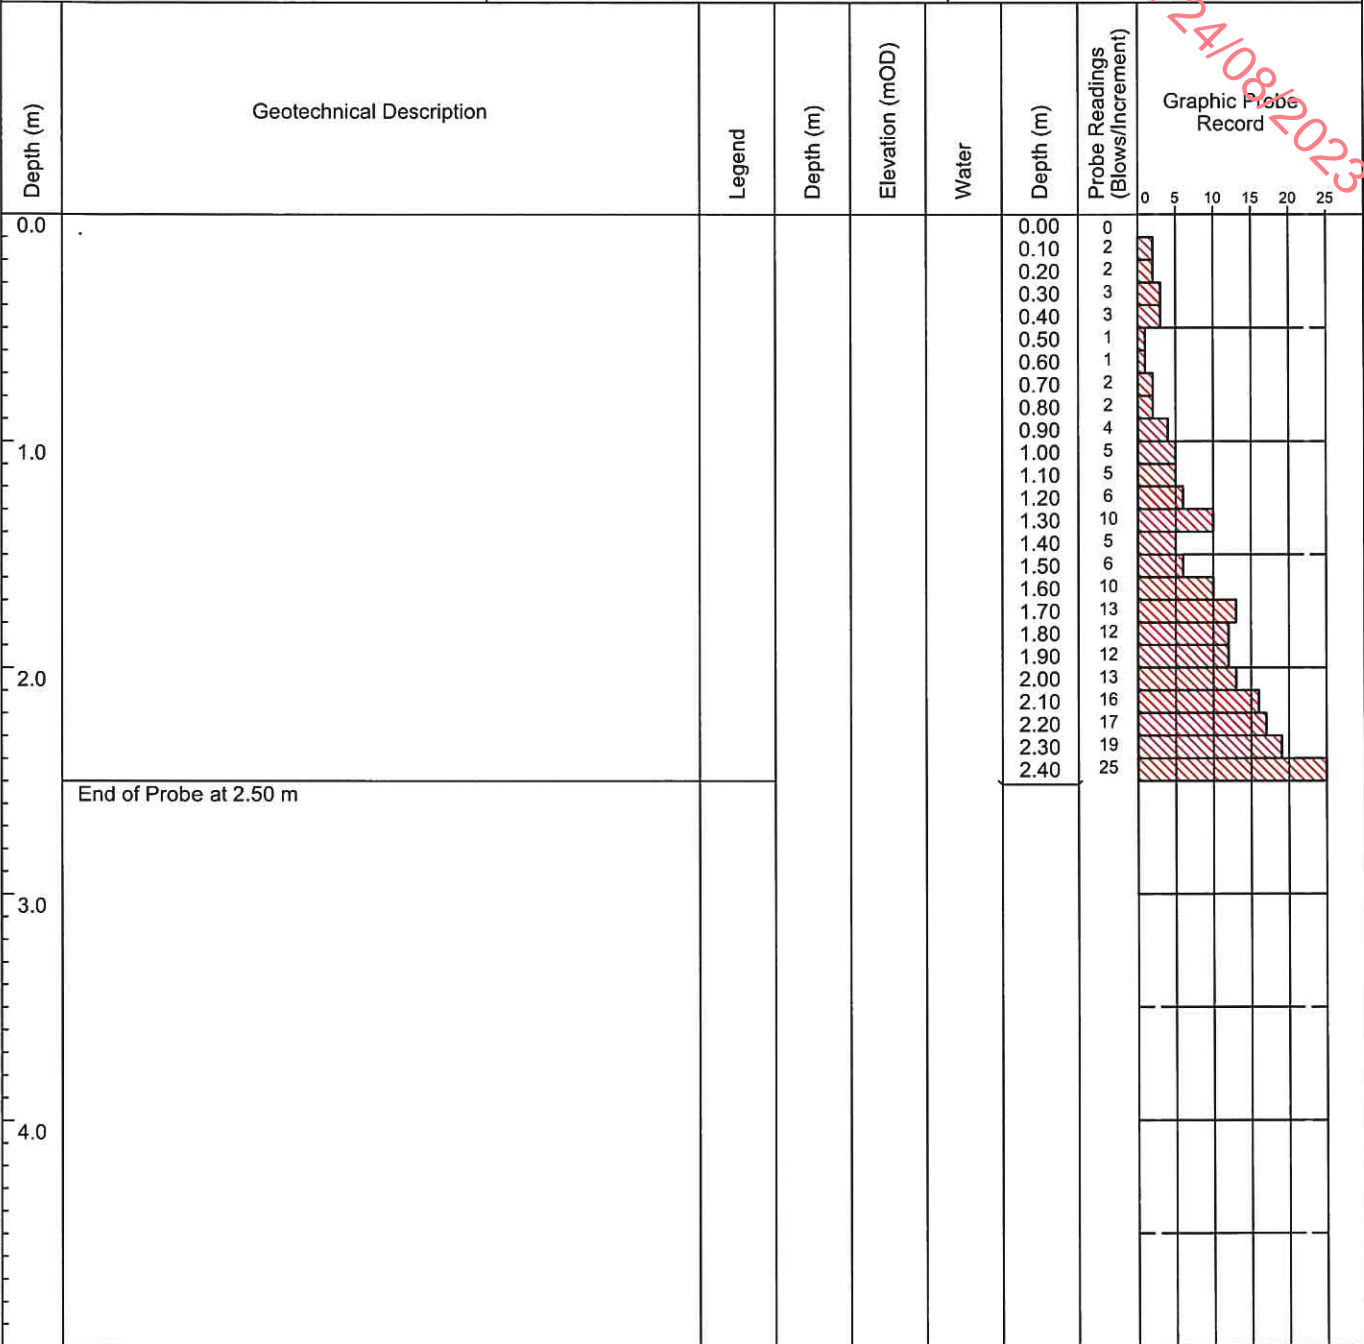 Depth (m)
Geotechnical Description
Legend
Depth (m)
Elevation (mOD)
Water
Depth (m)
Probe Readings
(Blows/Increment)
Graphic Probe
Record
24/08/2023
0 5 10 15 20 25
0.0
0.00 0
0.10 2
0.20 2
0.30 3
0.40 3
0.50 1
0.60 1
0.70 2
0.80 2
0.90 4
1.0
1.00 5
1.10 5
1.20 6
1.30 10
1.40 5
1.50 6
1.60 10
1.70 13
1.80 12
1.90 12
2.0
2.00 13
2.10 16
2.20 17
2.30 19
2.40 25
End of Probe at 2.50 m
3.0
4.0